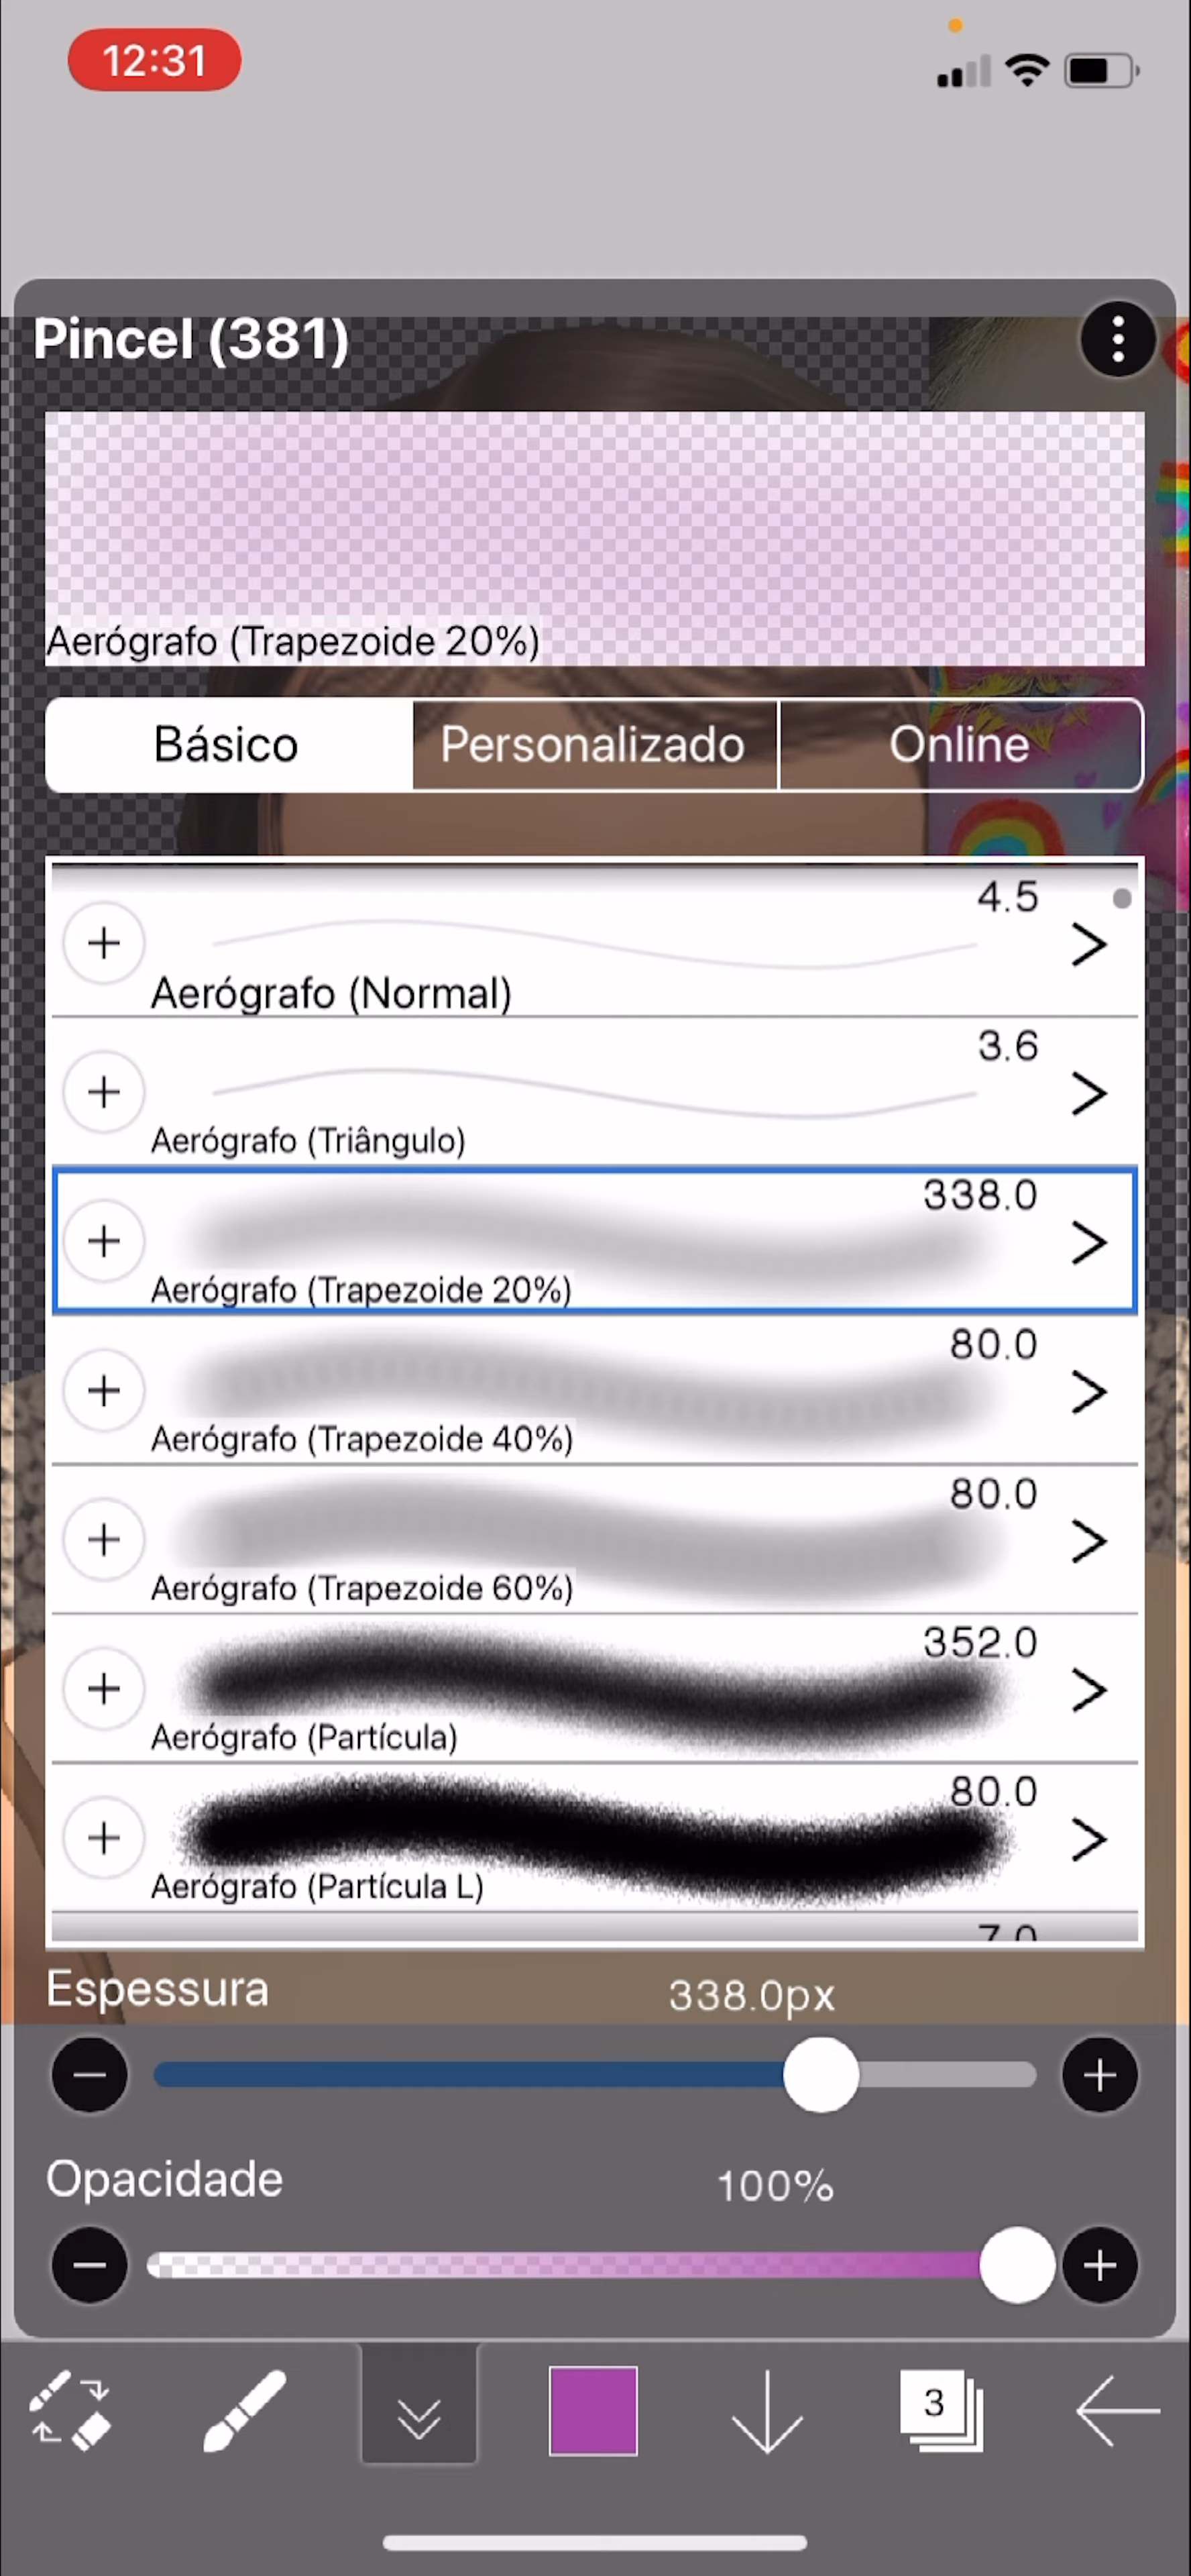 12:31
Pincel (381)
Aerógrafo (Trapezoide 20%)
Básico Personalizado Online
4.5
Aerógrafo (Normal)
3.6
Aerógrafo (Triângulo)
338.0
Aerógrafo (Trapezoide 20%)
80.0
Aerógrafo (Trapezoide 40%)
80.0
Aerógrafo (Trapezoide 60%)
352.0
Aerógrafo (Partícula)
80.0
Aerógrafo (Partícula L)
7.0
Espessura 338.0px
Opacidade 100%
3